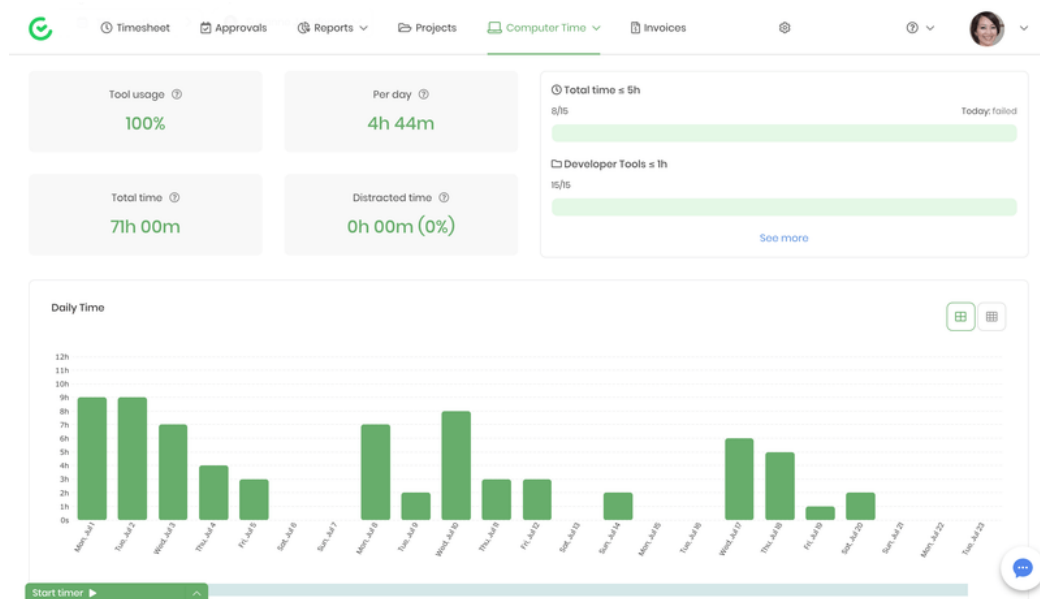 Timesheet Approvals Reports Projects Computer Time Invoices
Tool usage
100%
Per day
4h 44m
Total time
71h 00m
Distracted time
0h 00m (0%)
Total time ≤ 5h
8/15 Today: failed
Developer Tools ≤ 1h
15/15
See more
Daily Time
12h
11h
10h
9h
8h
7h
6h
5h
4h
3h
2h
1h
0s
Mon, Jul 1
Tue, Jul 2
Wed, Jul 3
Thu, Jul 4
Fri, Jul 5
Sat, Jul 6
Sun, Jul 7
Mon, Jul 8
Tue, Jul 9
Wed, Jul 10
Thu, Jul 11
Fri, Jul 12
Sat, Jul 13
Sun, Jul 14
Mon, Jul 15
Tue, Jul 16
Wed, Jul 17
Thu, Jul 18
Fri, Jul 19
Sat, Jul 20
Sun, Jul 21
Mon, Jul 22
Tue, Jul 23
Start timer